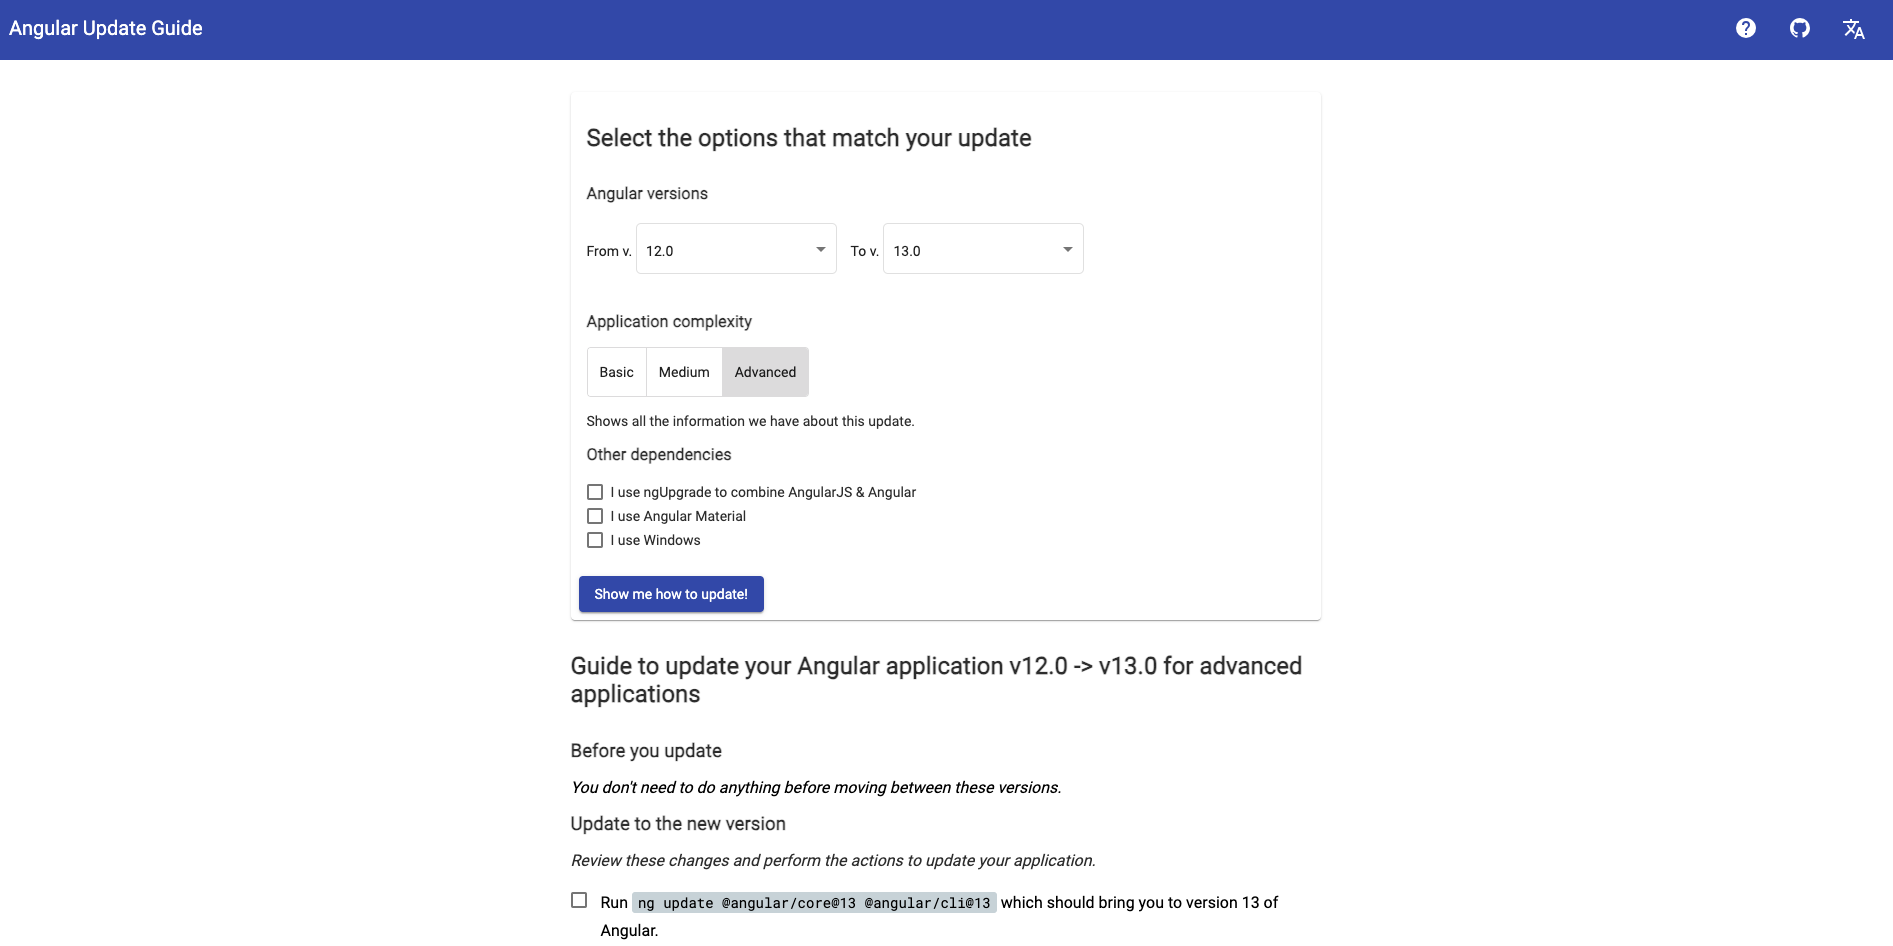 Angular Update Guide
Select the options that match your update
Angular versions
From v. 12.0 To v. 13.0
Application complexity
Basic Medium Advanced
Shows all the information we have about this update.
Other dependencies
I use ngUpgrade to combine AngularJS & Angular
I use Angular Material
I use Windows
Show me how to update!
Guide to update your Angular application v12.0 -> v13.0 for advanced
applications
Before you update
You don't need to do anything before moving between these versions.
Update to the new version
Review these changes and perform the actions to update your application.
Run ng update @angular/core@13 @angular/cli@13 which should bring you to version 13 of
Angular.